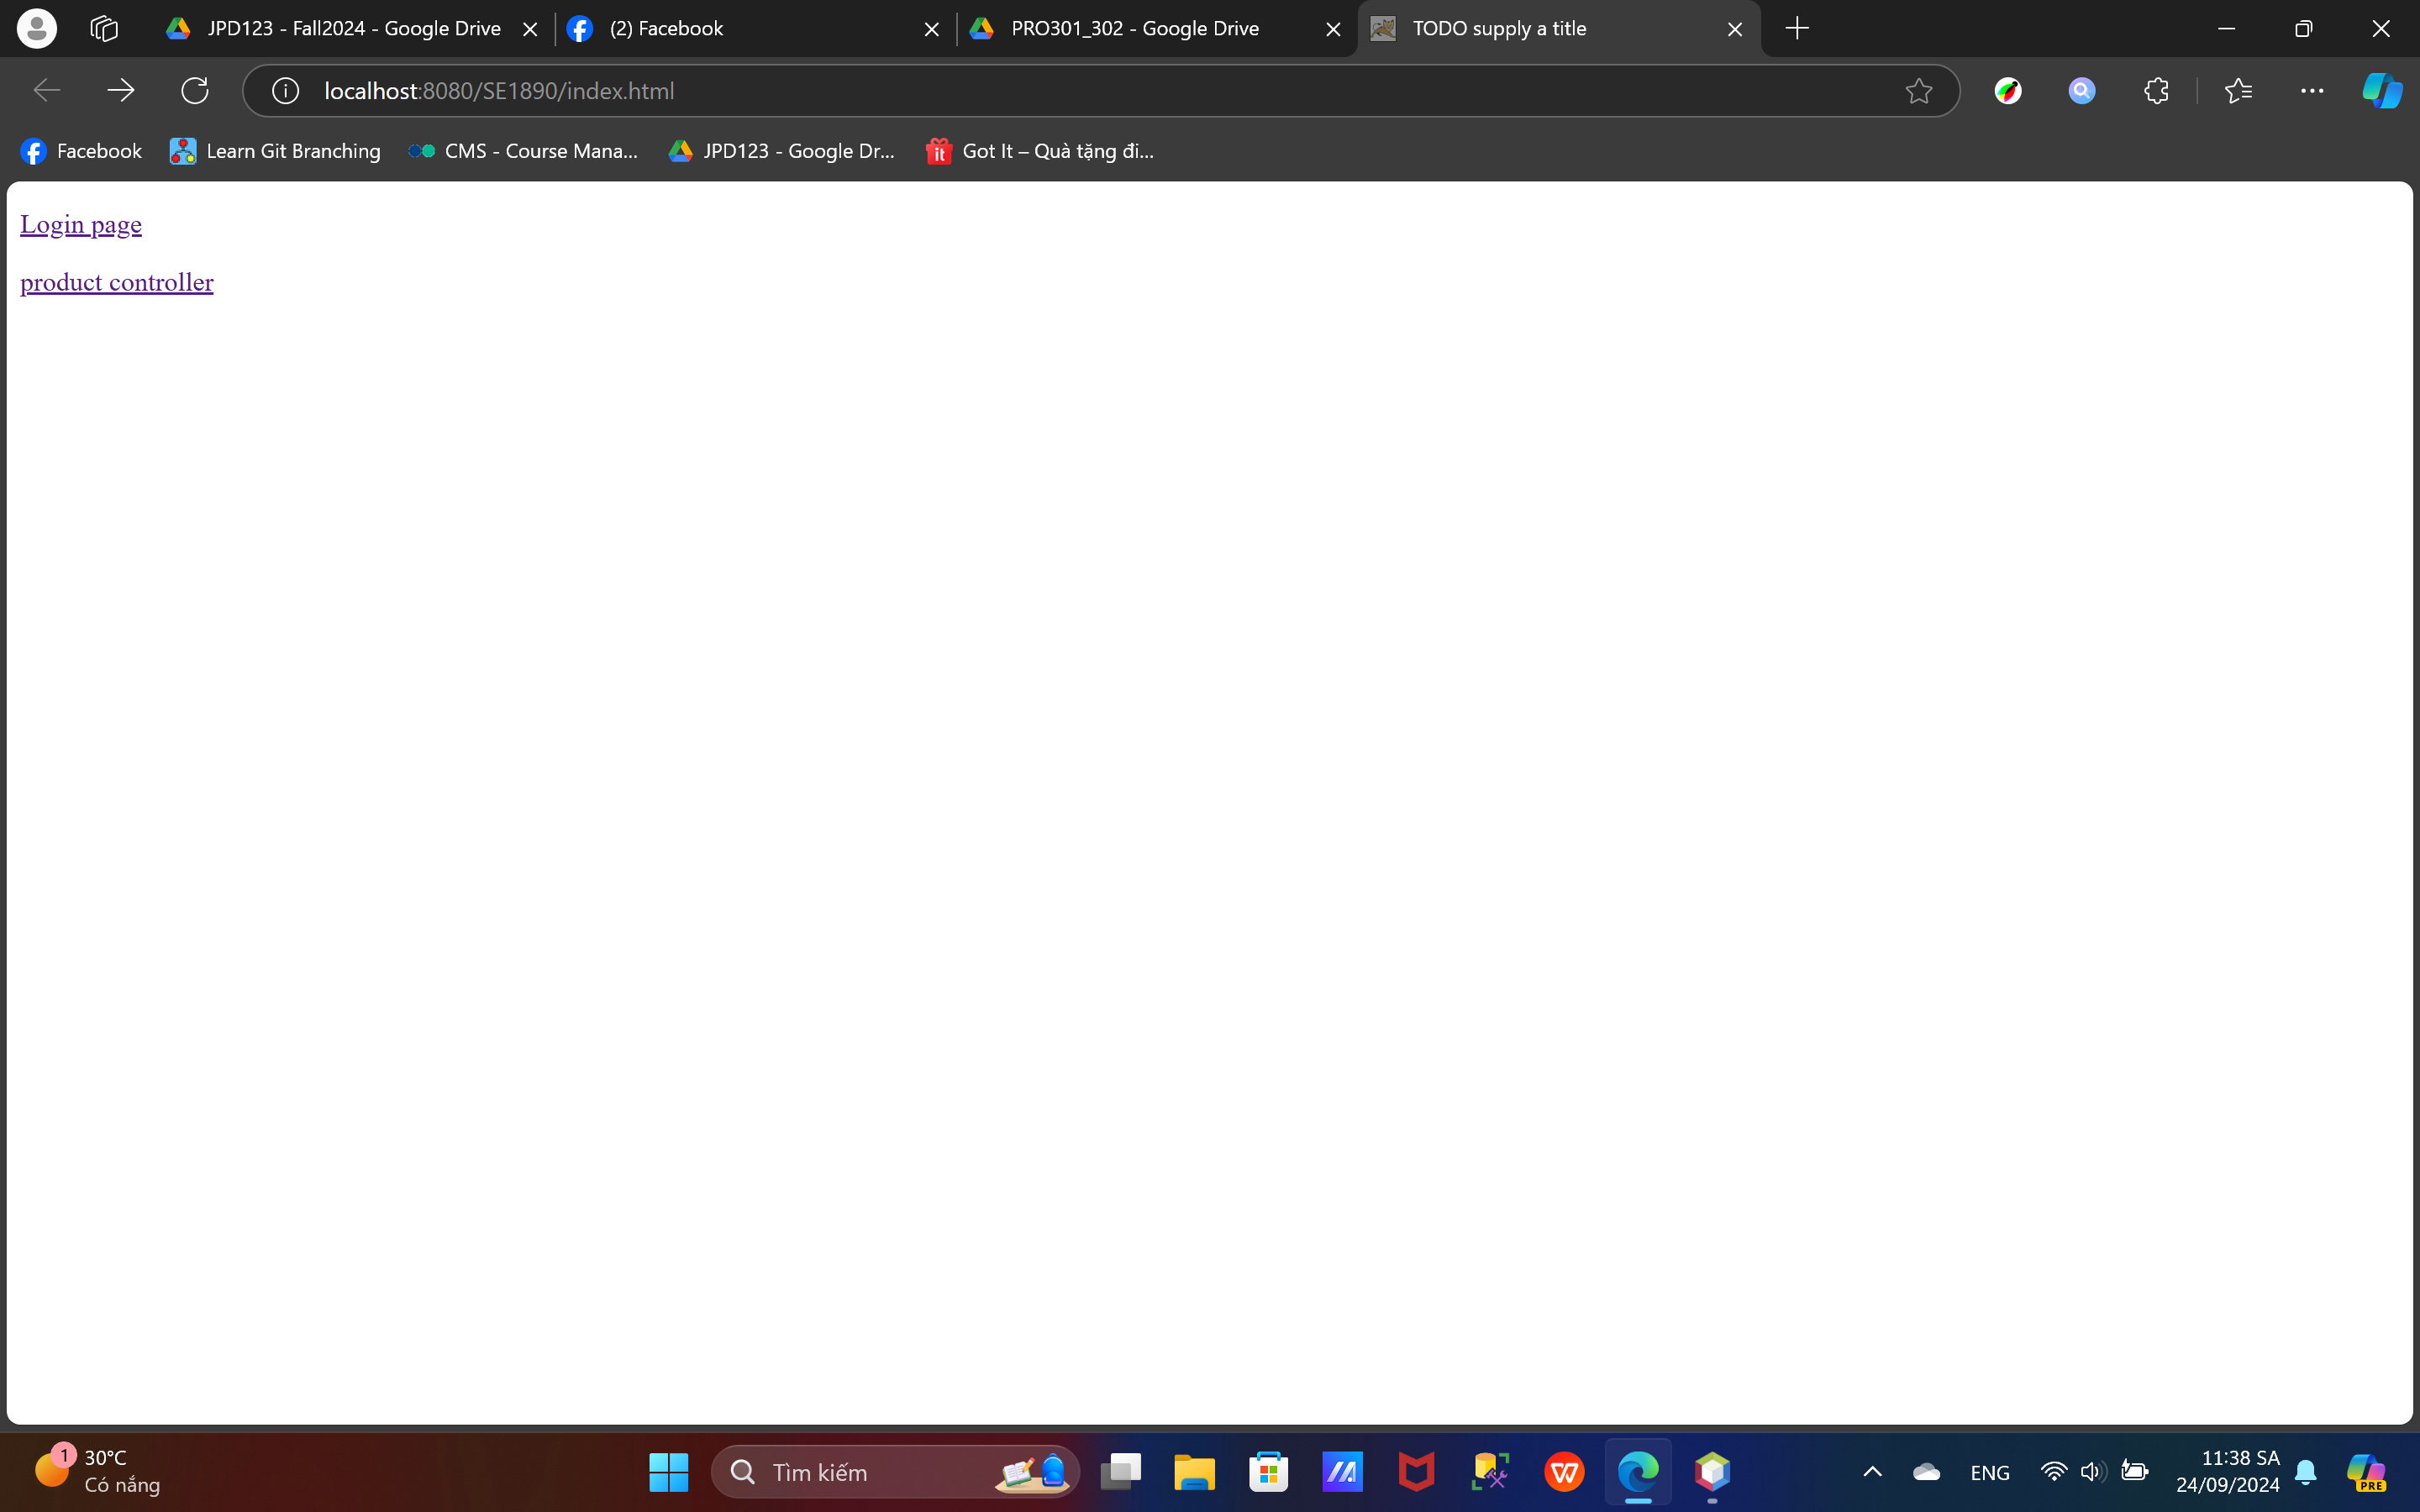 JPD123 - Fall2024 - Google Drive
(2) Facebook
PRO301_302 - Google Drive
TODO supply a title
localhost:8080/SE1890/index.html
Facebook
Learn Git Branching
CMS - Course Mana...
JPD123 - Google Dr...
it
Got It – Quà tặng đi...
Login page
product controller
1
30°C
Có nắng
Tìm kiếm
ENG
11:38 SA
24/09/2024
PRE